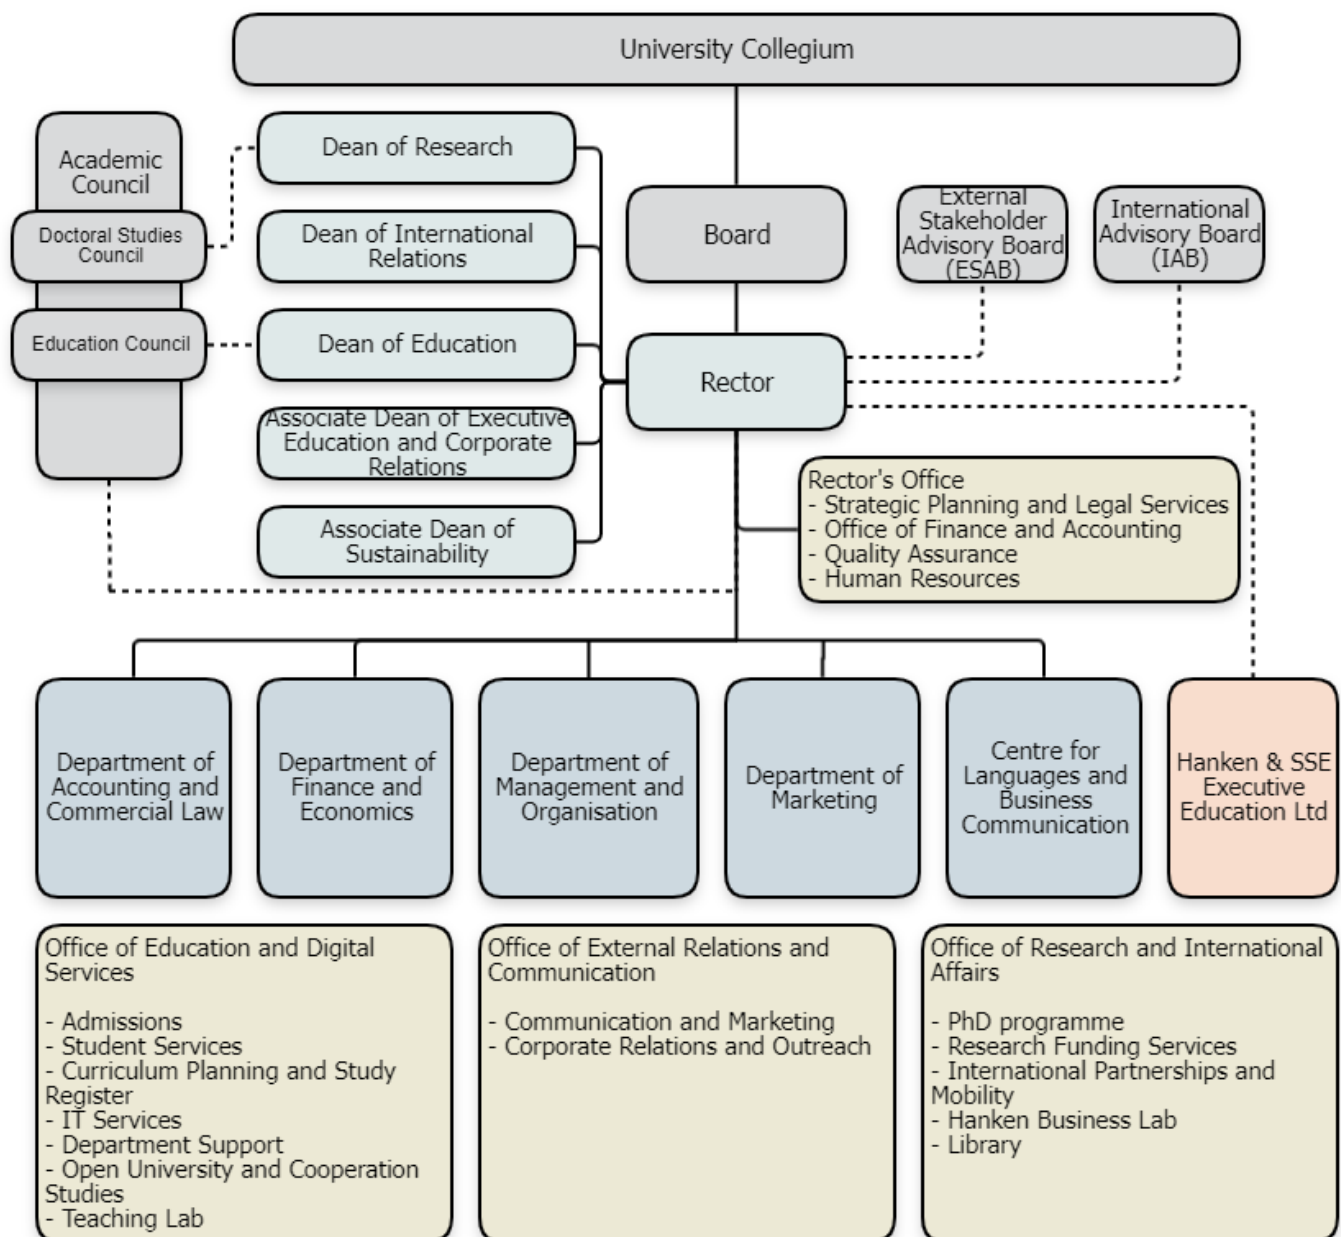 University Collegium
Academic
Council
Doctoral Studies
Council
Education Council
Dean of Research
Dean of International
Relations
Dean of Education
Associate Dean of Executive
Education and Corporate
Relations
Associate Dean of
Sustainability
Board
Rector
External
Stakeholder
Advisory Board
(ESAB)
International
Advisory Board
(IAB)
Rector's Office
- Strategic Planning and Legal Services
- Office of Finance and Accounting
- Quality Assurance
- Human Resources
Department of
Accounting and
Commercial Law
Department of
Finance and
Economics
Department of
Management and
Organisation
Department of
Marketing
Centre for
Languages and
Business
Communication
Hanken & SSE
Executive
Education Ltd
Office of Education and Digital
Services
- Admissions
- Student Services
- Curriculum Planning and Study
Register
- IT Services
- Department Support
- Open University and Cooperation
Studies
- Teaching Lab
Office of External Relations and
Communication
- Communication and Marketing
- Corporate Relations and Outreach
Office of Research and International
Affairs
- PhD programme
- Research Funding Services
- International Partnerships and
Mobility
- Hanken Business Lab
- Library